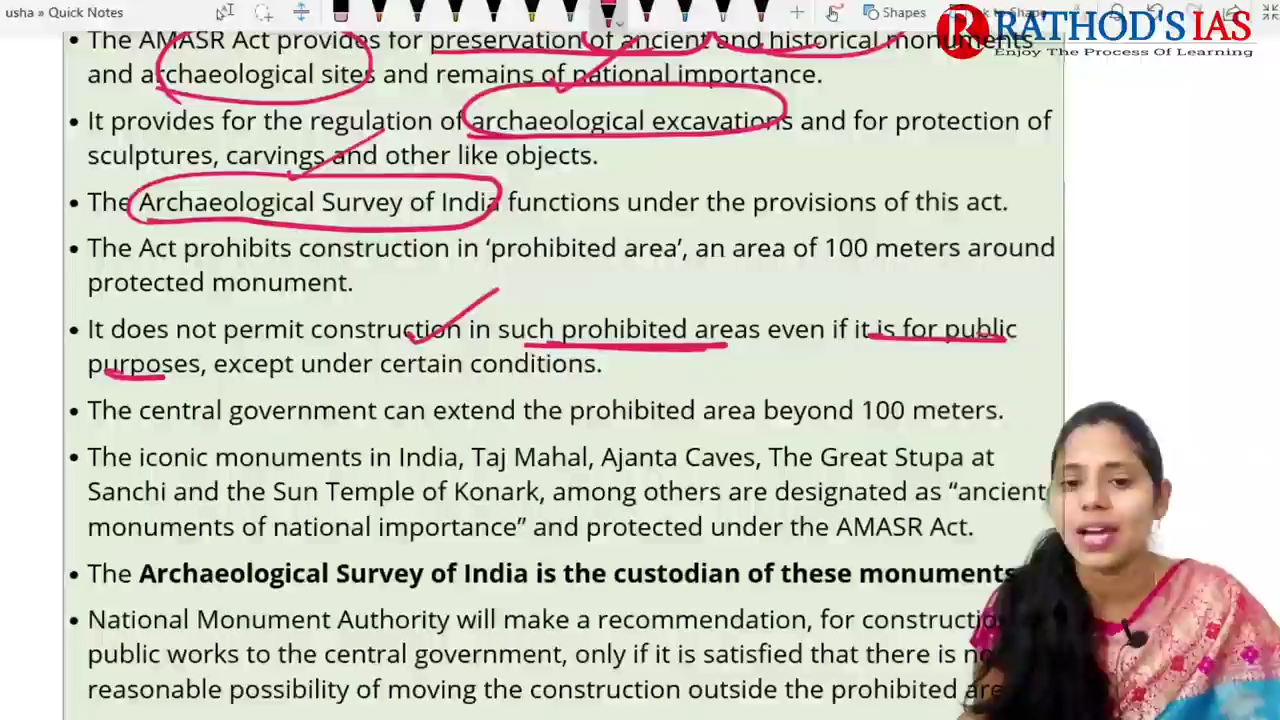 usha » Quick Notes
Shapes
to Shape
RATHOD'S IAS
Enjoy The Process Of Learning
• The AMASR Act provides for preservation of ancient and historical monuments
and archaeological sites and remains of national importance.
• It provides for the regulation of archaeological excavations and for protection of
sculptures, carvings and other like objects.
• The Archaeological Survey of India functions under the provisions of this act.
• The Act prohibits construction in ‘prohibited area’, an area of 100 meters around
protected monument.
• It does not permit construction in such prohibited areas even if it is for public
purposes, except under certain conditions.
• The central government can extend the prohibited area beyond 100 meters.
• The iconic monuments in India, Taj Mahal, Ajanta Caves, The Great Stupa at
Sanchi and the Sun Temple of Konark, among others are designated as “ancient
monuments of national importance” and protected under the AMASR Act.
• The Archaeological Survey of India is the custodian of these monuments
• National Monument Authority will make a recommendation, for
public works to the central government, only if it is satisfied that there is
reasonable possibility of moving the construction outside the prohibited